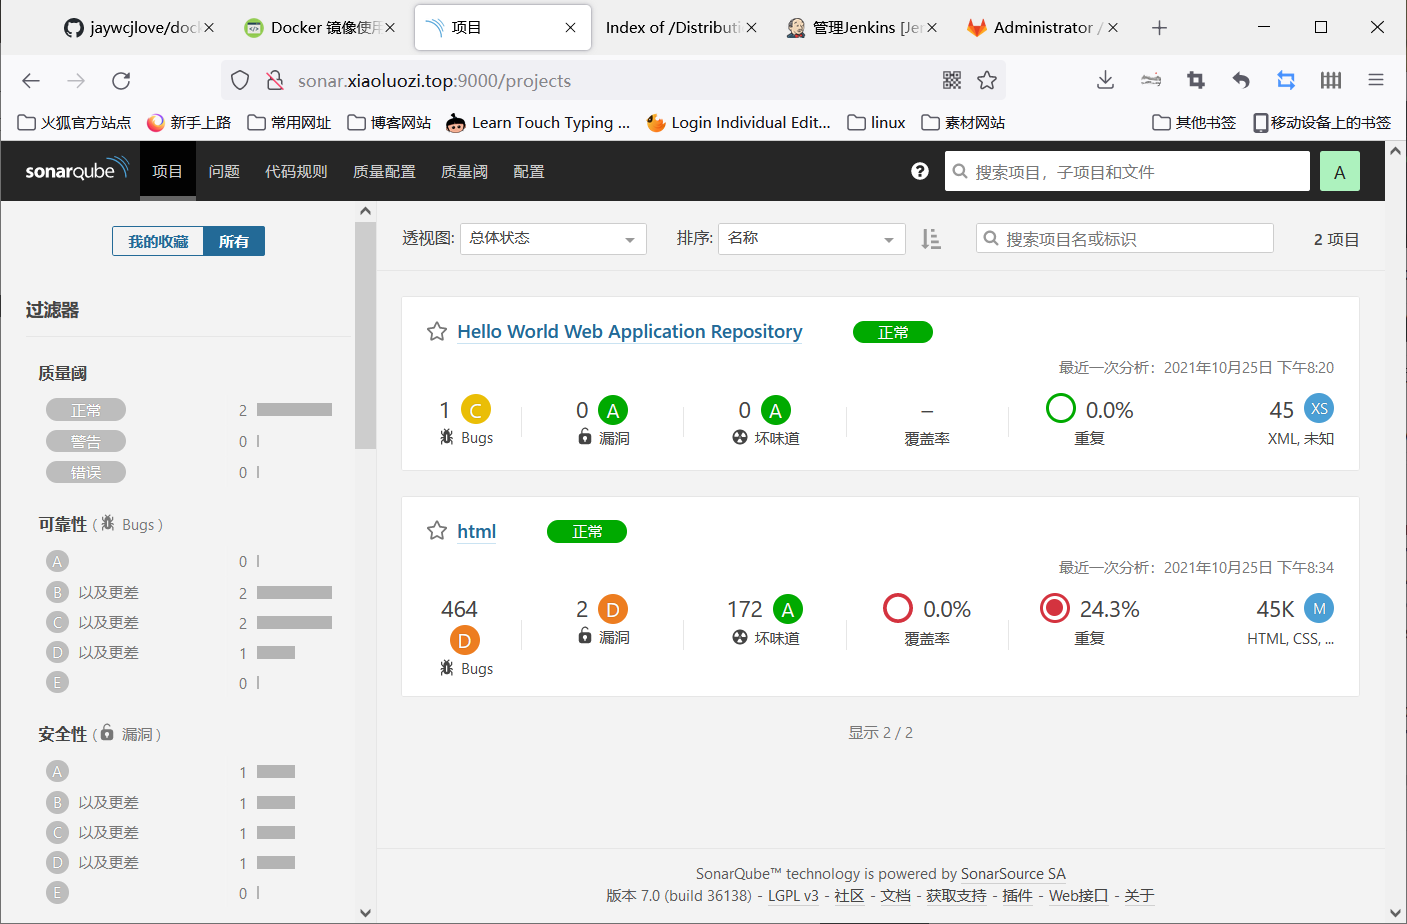 jaywcjlove/doc
Docker 镜像使用
项目
Index of /Distributi
管理Jenkins [Je
Administrator /
sonar.xiaoluozi.top:9000/projects
火狐官方站点
新手上路
常用网址
博客网站
Learn Touch Typing ...
Login Individual Edit...
linux
素材网站
其他书签
移动设备上的书签
sonarqube
项目
问题
代码规则
质量配置
质量阈
配置
搜索项目，子项目和文件
A
我的收藏
所有
透视图: 总体状态
排序: 名称
搜索项目名或标识
2 项目
过滤器
质量阈
正常 2
警告 0
错误 0
可靠性 ( Bugs )
A 0
B 以及更差 2
C 以及更差 2
D 以及更差 1
E 0
安全性 ( 漏洞 )
A 1
B 以及更差 1
C 以及更差 1
D 以及更差 1
E 0
Hello World Web Application Repository 正常
最近一次分析： 2021年10月25日 下午8:20
1 C
Bugs
0 A
漏洞
0 A
坏味道
–
覆盖率
0.0%
重复
45 XS
XML, 未知
html 正常
最近一次分析： 2021年10月25日 下午8:34
464
D
Bugs
2 D
漏洞
172 A
坏味道
0.0%
覆盖率
24.3%
重复
45K M
HTML, CSS, ...
显示 2 / 2
SonarQube™ technology is powered by SonarSource SA
版本 7.0 (build 36138) - LGPL v3 - 社区 - 文档 - 获取支持 - 插件 - Web接口 - 关于